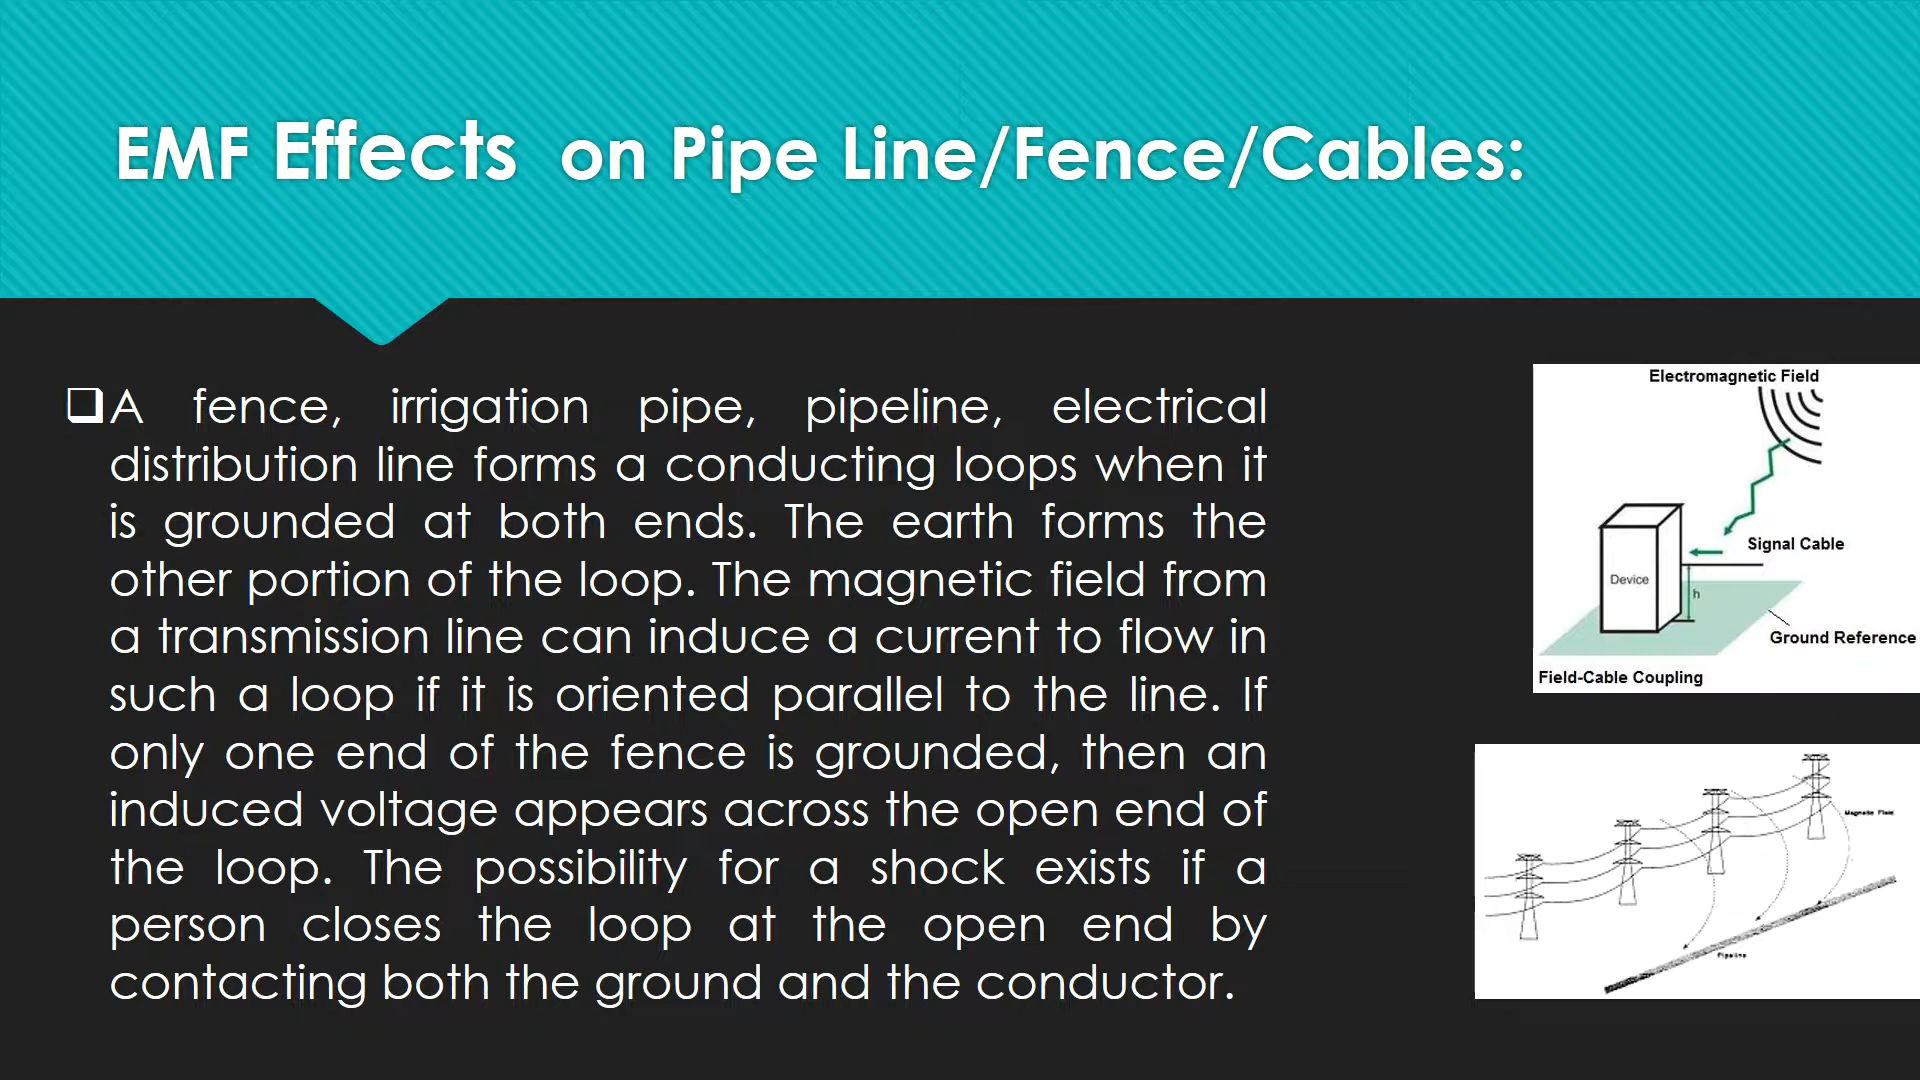 EMF Effects on Pipe Line/Fence/Cables:
A fence, irrigation pipe, pipeline, electrical
distribution line forms a conducting loops when it
is grounded at both ends. The earth forms the
other portion of the loop. The magnetic field from
a transmission line can induce a current to flow in
such a loop if it is oriented parallel to the line. If
only one end of the fence is grounded, then an
induced voltage appears across the open end of
the loop. The possibility for a shock exists if a
person closes the loop at the open end by
contacting both the ground and the conductor.
Electromagnetic Field
Signal Cable
Device
h
Ground Reference
Field-Cable Coupling
Magnetic Field
Pipeline